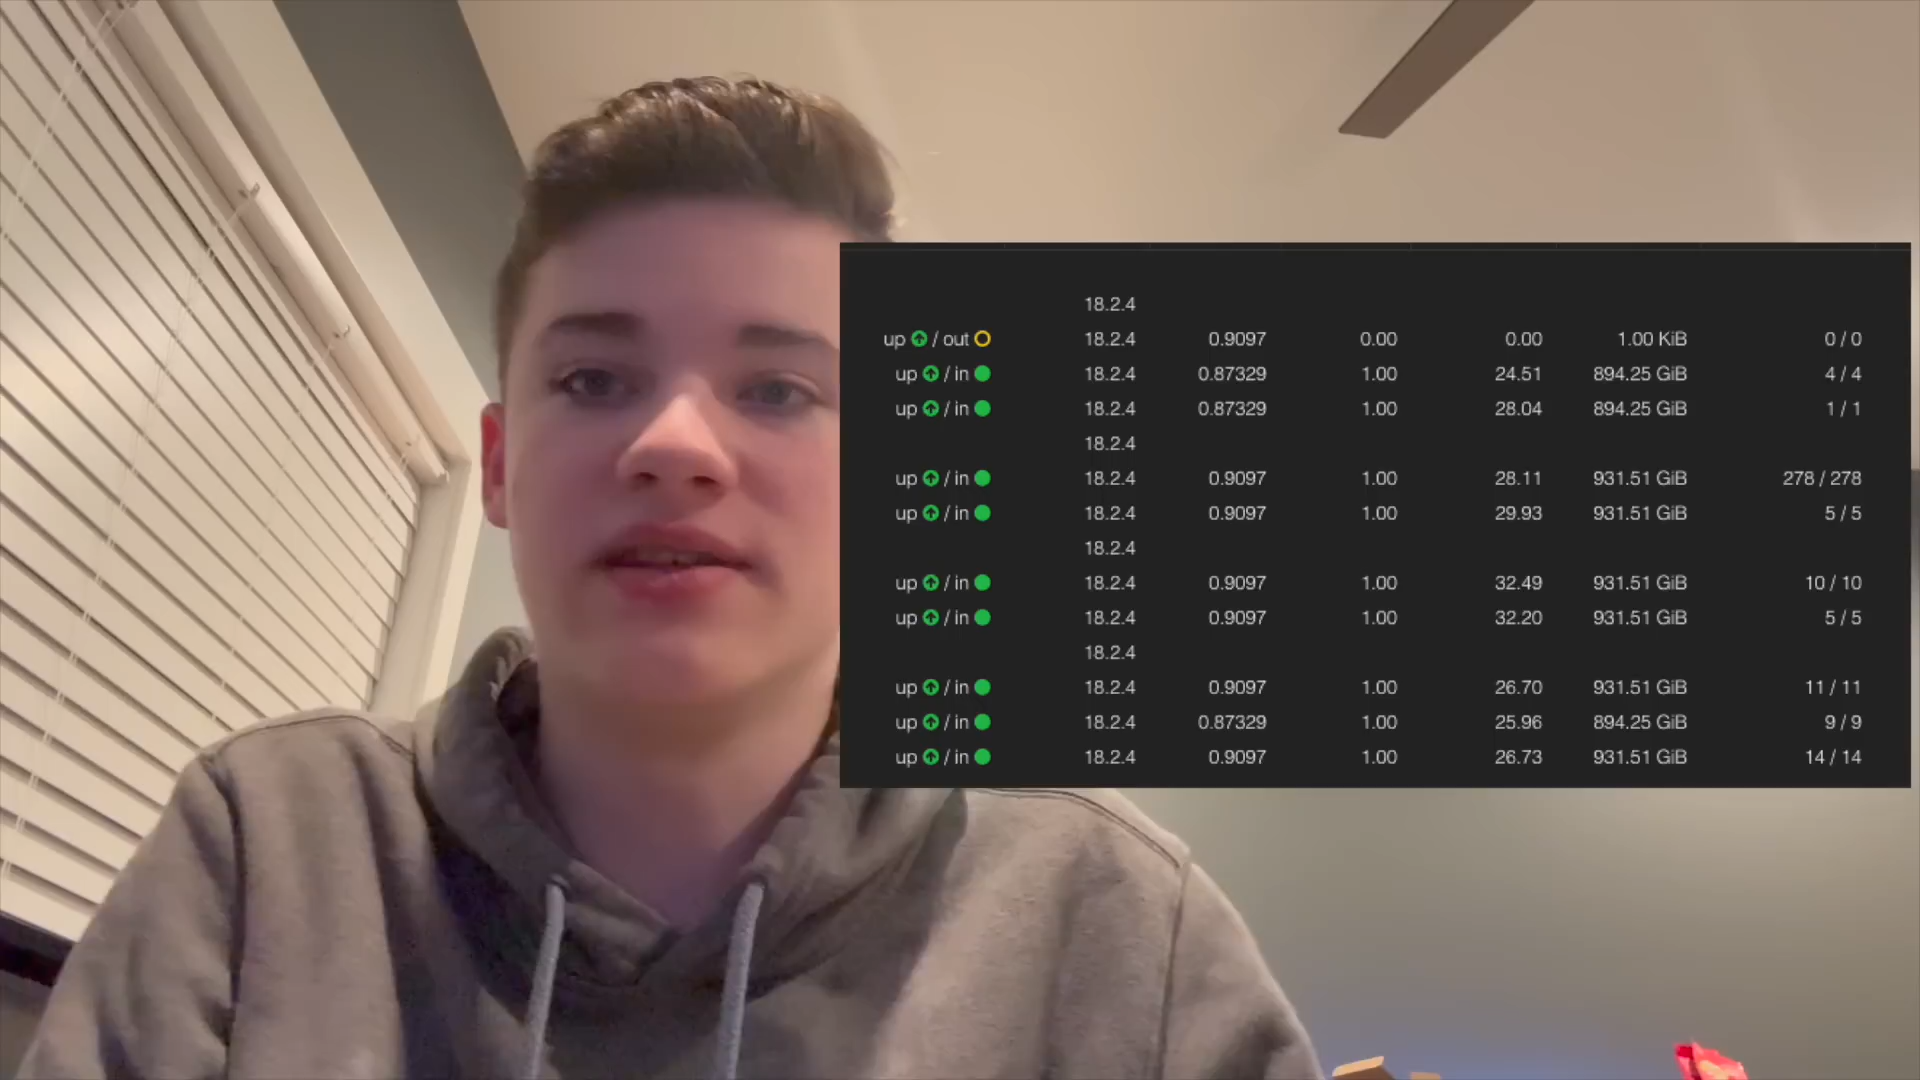 18.2.4
up / out 18.2.4 0.9097 0.00 0.00 1.00 KiB 0 / 0
up / in 18.2.4 0.87329 1.00 24.51 894.25 GiB 4 / 4
up / in 18.2.4 0.87329 1.00 28.04 894.25 GiB 1 / 1
18.2.4
up / in 18.2.4 0.9097 1.00 28.11 931.51 GiB 278 / 278
up / in 18.2.4 0.9097 1.00 29.93 931.51 GiB 5 / 5
18.2.4
up / in 18.2.4 0.9097 1.00 32.49 931.51 GiB 10 / 10
up / in 18.2.4 0.9097 1.00 32.20 931.51 GiB 5 / 5
18.2.4
up / in 18.2.4 0.9097 1.00 26.70 931.51 GiB 11 / 11
up / in 18.2.4 0.87329 1.00 25.96 894.25 GiB 9 / 9
up / in 18.2.4 0.9097 1.00 26.73 931.51 GiB 14 / 14